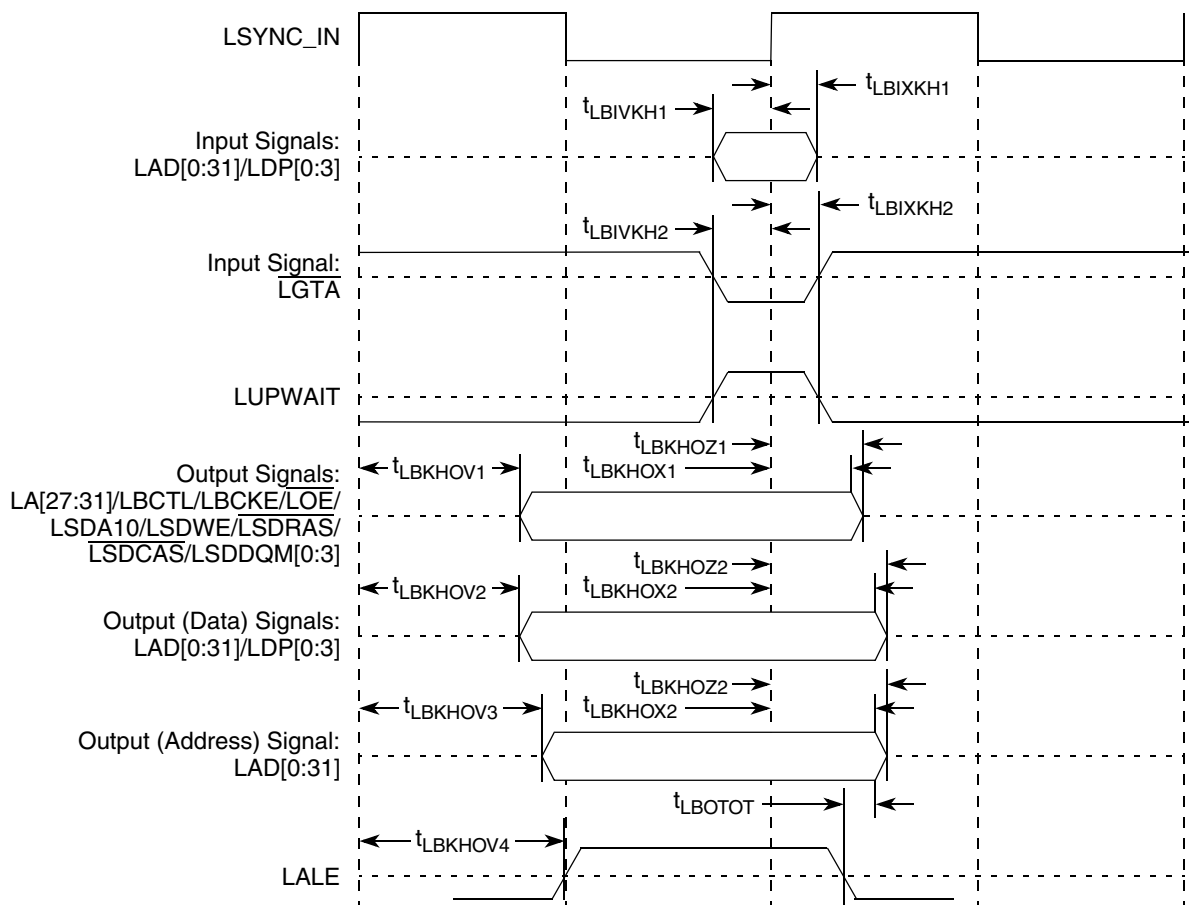 LSYNC_IN
tLBIXKH1
tLBIVKH1
Input Signals:
LAD[0:31]/LDP[0:3]
tLBIXKH2
tLBIVKH2
Input Signal:
LGTA
LUPWAIT
tLBKHOZ1
tLBKHOV1
tLBKHOX1
Output Signals:
LA[27:31]/LBCTL/LBCKE/LOE/
LSDA10/LSDWE/LSDRAS/
LSDCAS/LSDDQM[0:3]
tLBKHOZ2
tLBKHOV2
tLBKHOX2
Output (Data) Signals:
LAD[0:31]/LDP[0:3]
tLBKHOZ2
tLBKHOV3
tLBKHOX2
Output (Address) Signal:
LAD[0:31]
tLBOTOT
tLBKHOV4
LALE